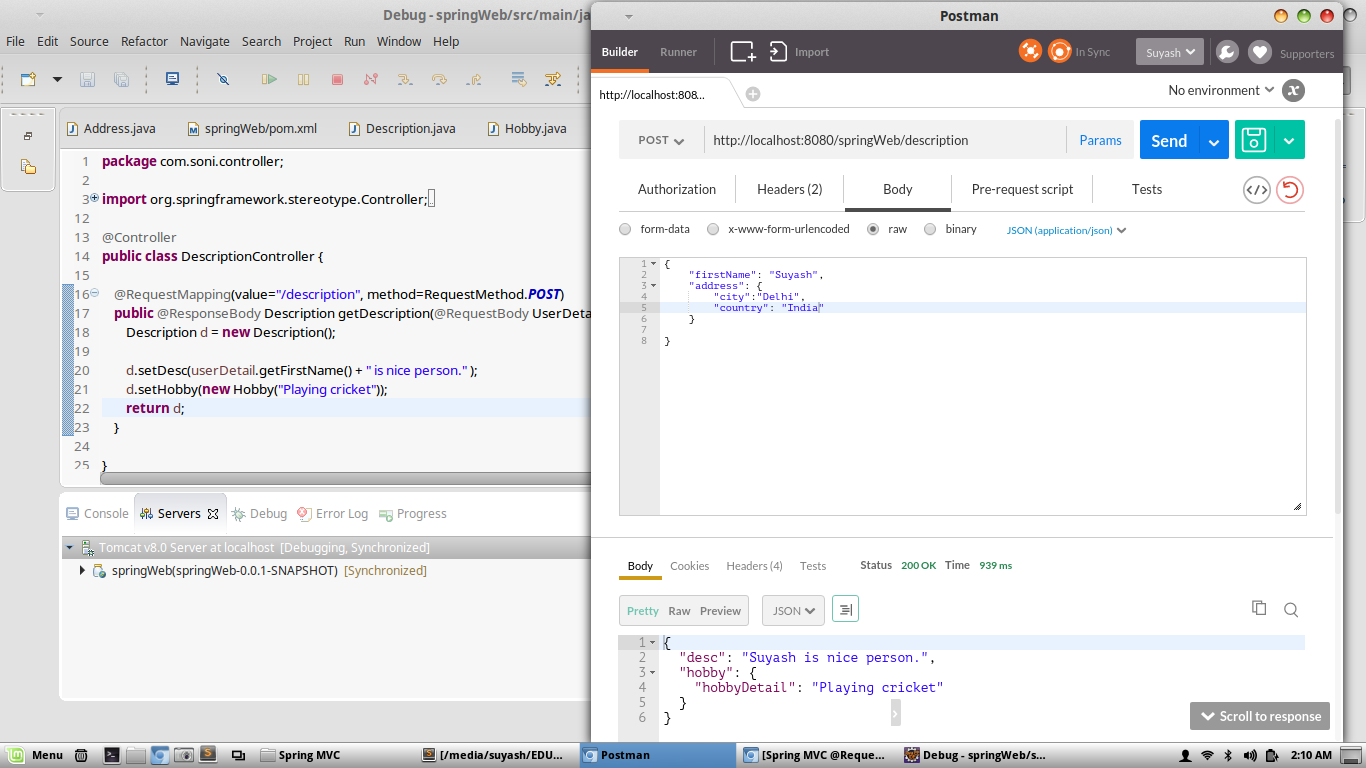 Debug - springWeb/src/main/ja
File Edit Source Refactor Navigate Search Project Run Window Help
Address.java springWeb/pom.xml Description.java Hobby.java
1 package com.soni.controller;
2
3 import org.springframework.stereotype.Controller;
12
13 @Controller
14 public class DescriptionController {
15
16 @RequestMapping(value="/description", method=RequestMethod.POST)
17 public @ResponseBody Description getDescription(@RequestBody UserDeta
18 Description d = new Description();
19
20 d.setDesc(userDetail.getFirstName() + " is nice person." );
21 d.setHobby(new Hobby("Playing cricket"));
22 return d;
23 }
24
25 }
Console Servers Debug Error Log Progress
Tomcat v8.0 Server at localhost [Debugging, Synchronized]
springWeb(springWeb-0.0.1-SNAPSHOT) [Synchronized]
Postman
Builder Runner Import In Sync Suyash Supporters
http://localhost:808... No environment
POST http://localhost:8080/springWeb/description Params Send
Authorization Headers (2) Body Pre-request script Tests
form-data x-www-form-urlencoded raw binary JSON (application/json)
1 {
2 "firstName": "Suyash",
3 "address": {
4 "city":"Delhi",
5 "country": "India"
6 }
7
8 }
Body Cookies Headers (4) Tests Status 200 OK Time 939 ms
Pretty Raw Preview JSON
1 {
2 "desc": "Suyash is nice person.",
3 "hobby": {
4 "hobbyDetail": "Playing cricket"
5 }
6 }
Scroll to response
Menu Spring MVC [/media/suyash/EDU... Postman [Spring MVC @Reque... Debug - springWeb/s... 2:10 AM